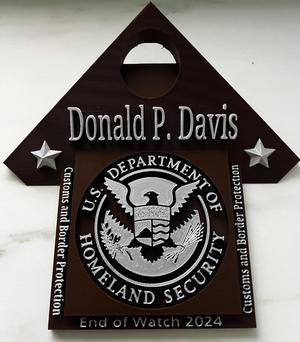 Donald P. Davis
Customs and Border Protection
U.S. DEPARTMENT OF
HOMELAND SECURITY
Customs and Border Protection
End of Watch 2024